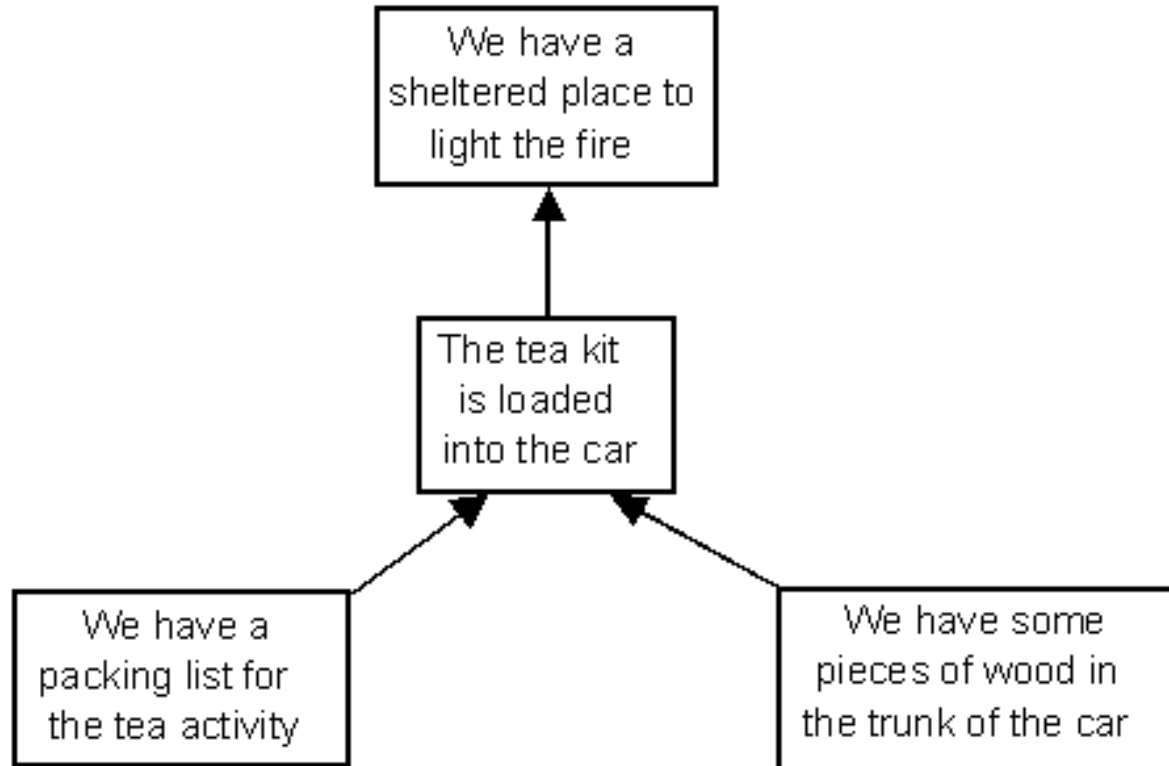 We have a
sheltered place to
light the fire
The tea kit
is loaded
into the car
We have a
packing list for
the tea activity
We have some
pieces of wood in
the trunk of the car